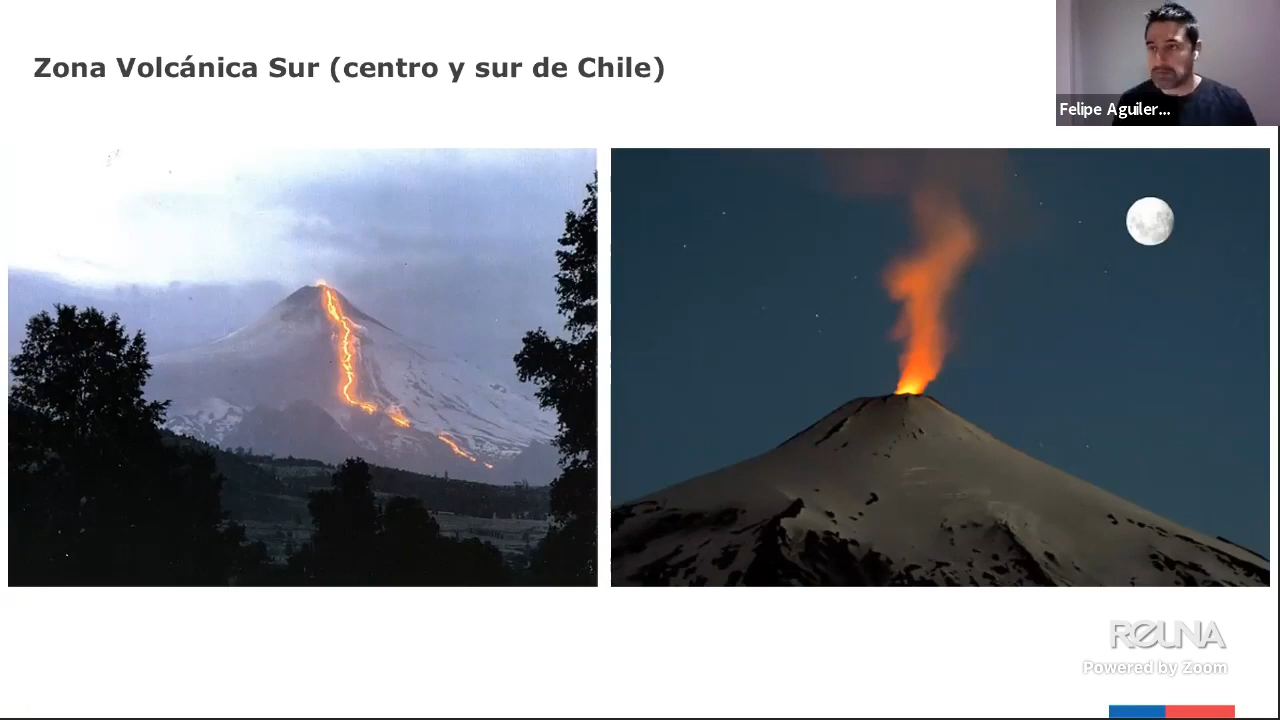 Zona Volcánica Sur (centro y sur de Chile)
Felipe Aguiler...
REUNA
Powered by Zoom